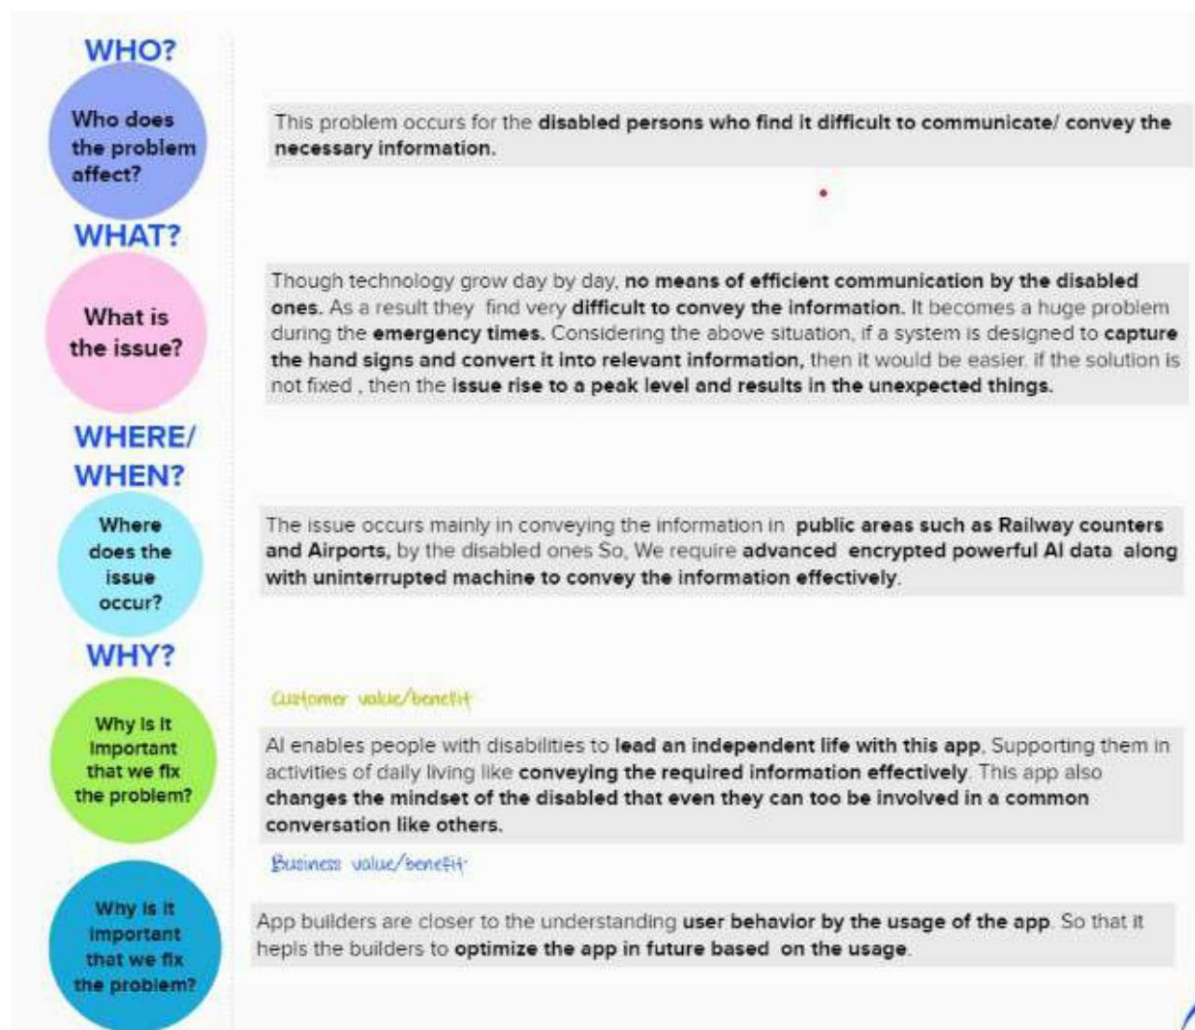 WHO?
Who does
the problem
affect?
This problem occurs for the disabled persons who find it difficult to communicate/ convey the
necessary information.
WHAT?
What is
the issue?
Though technology grow day by day, no means of efficient communication by the disabled
ones. As a result they find very difficult to convey the information. It becomes a huge problem
during the emergency times. Considering the above situation, if a system is designed to capture
the hand signs and convert it into relevant information, then it would be easier. if the solution is
not fixed , then the issue rise to a peak level and results in the unexpected things.
WHERE/
WHEN?
Where
does the
issue
occur?
The issue occurs mainly in conveying the information in public areas such as Railway counters
and Airports, by the disabled ones So, We require advanced encrypted powerful AI data along
with uninterrupted machine to convey the information effectively.
WHY?
Why is it
important
that we fix
the problem?
Customer value/benefit
AI enables people with disabilities to lead an independent life with this app, Supporting them in
activities of daily living like conveying the required information effectively. This app also
changes the mindset of the disabled that even they can too be involved in a common
conversation like others.
Business value/benefit
Why is it
important
that we fix
the problem?
App builders are closer to the understanding user behavior by the usage of the app. So that it
hepls the builders to optimize the app in future based on the usage.